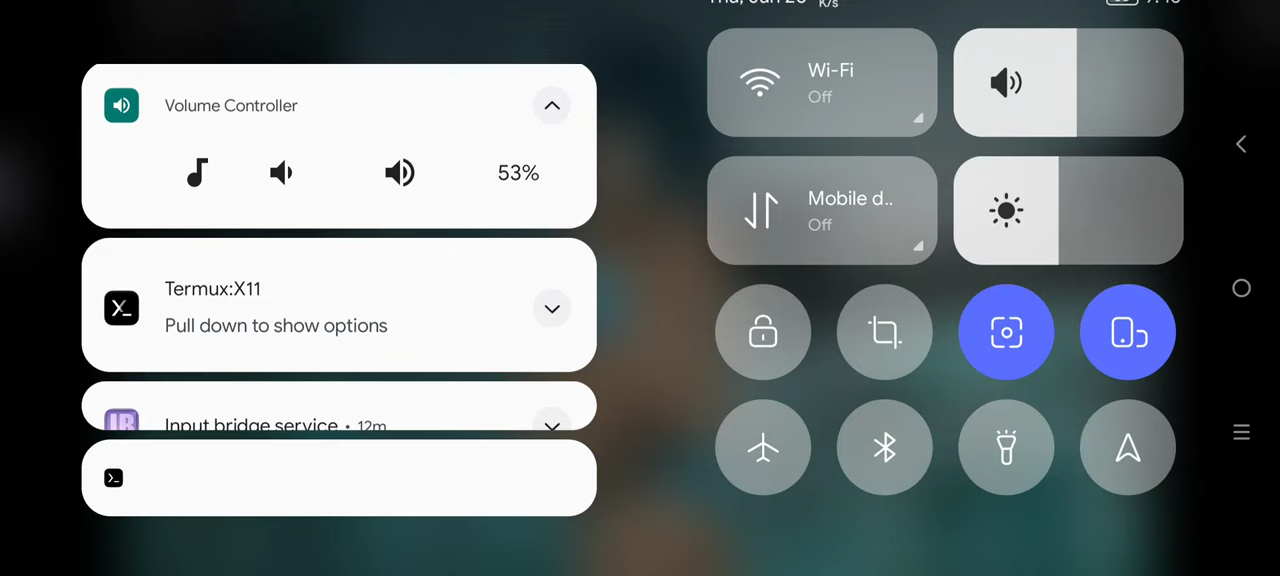 Volume Controller
53%
Termux:X11
Pull down to show options
Input bridge service • 12m
K/s
Wi-Fi
Off
Mobile d..
Off